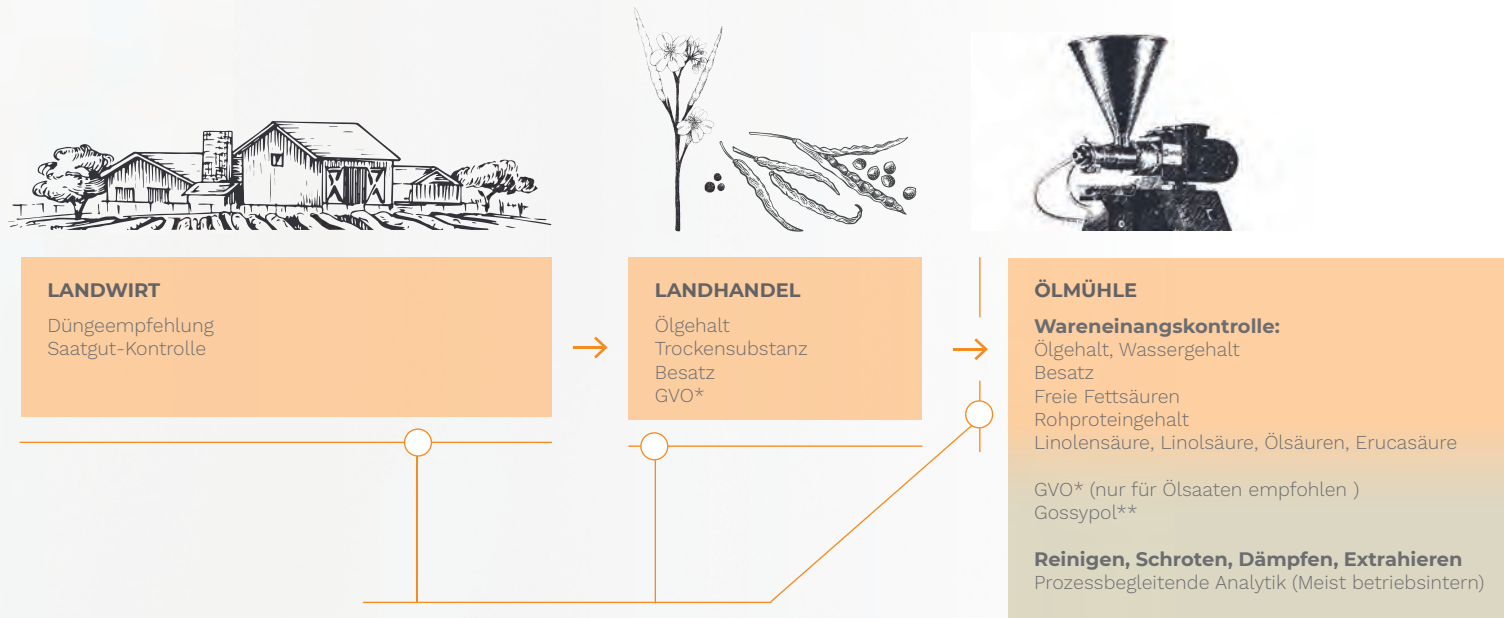 LANDWIRT
Düngeempfehlung
Saatgut-Kontrolle
LANDHANDEL
Ölgehalt
Trockensubstanz
Besatz
GVO*
ÖLMÜHLE
Wareneinangskontrolle:
Ölgehalt, Wassergehalt
Besatz
Freie Fettsäuren
Rohproteingehalt
Linolensäure, Linolsäure, Ölsäuren, Erucasäure
GVO* (nur für Ölsaaten empfohlen )
Gossypol**
Reinigen, Schroten, Dämpfen, Extrahieren
Prozessbegleitende Analytik (Meist betriebsintern)